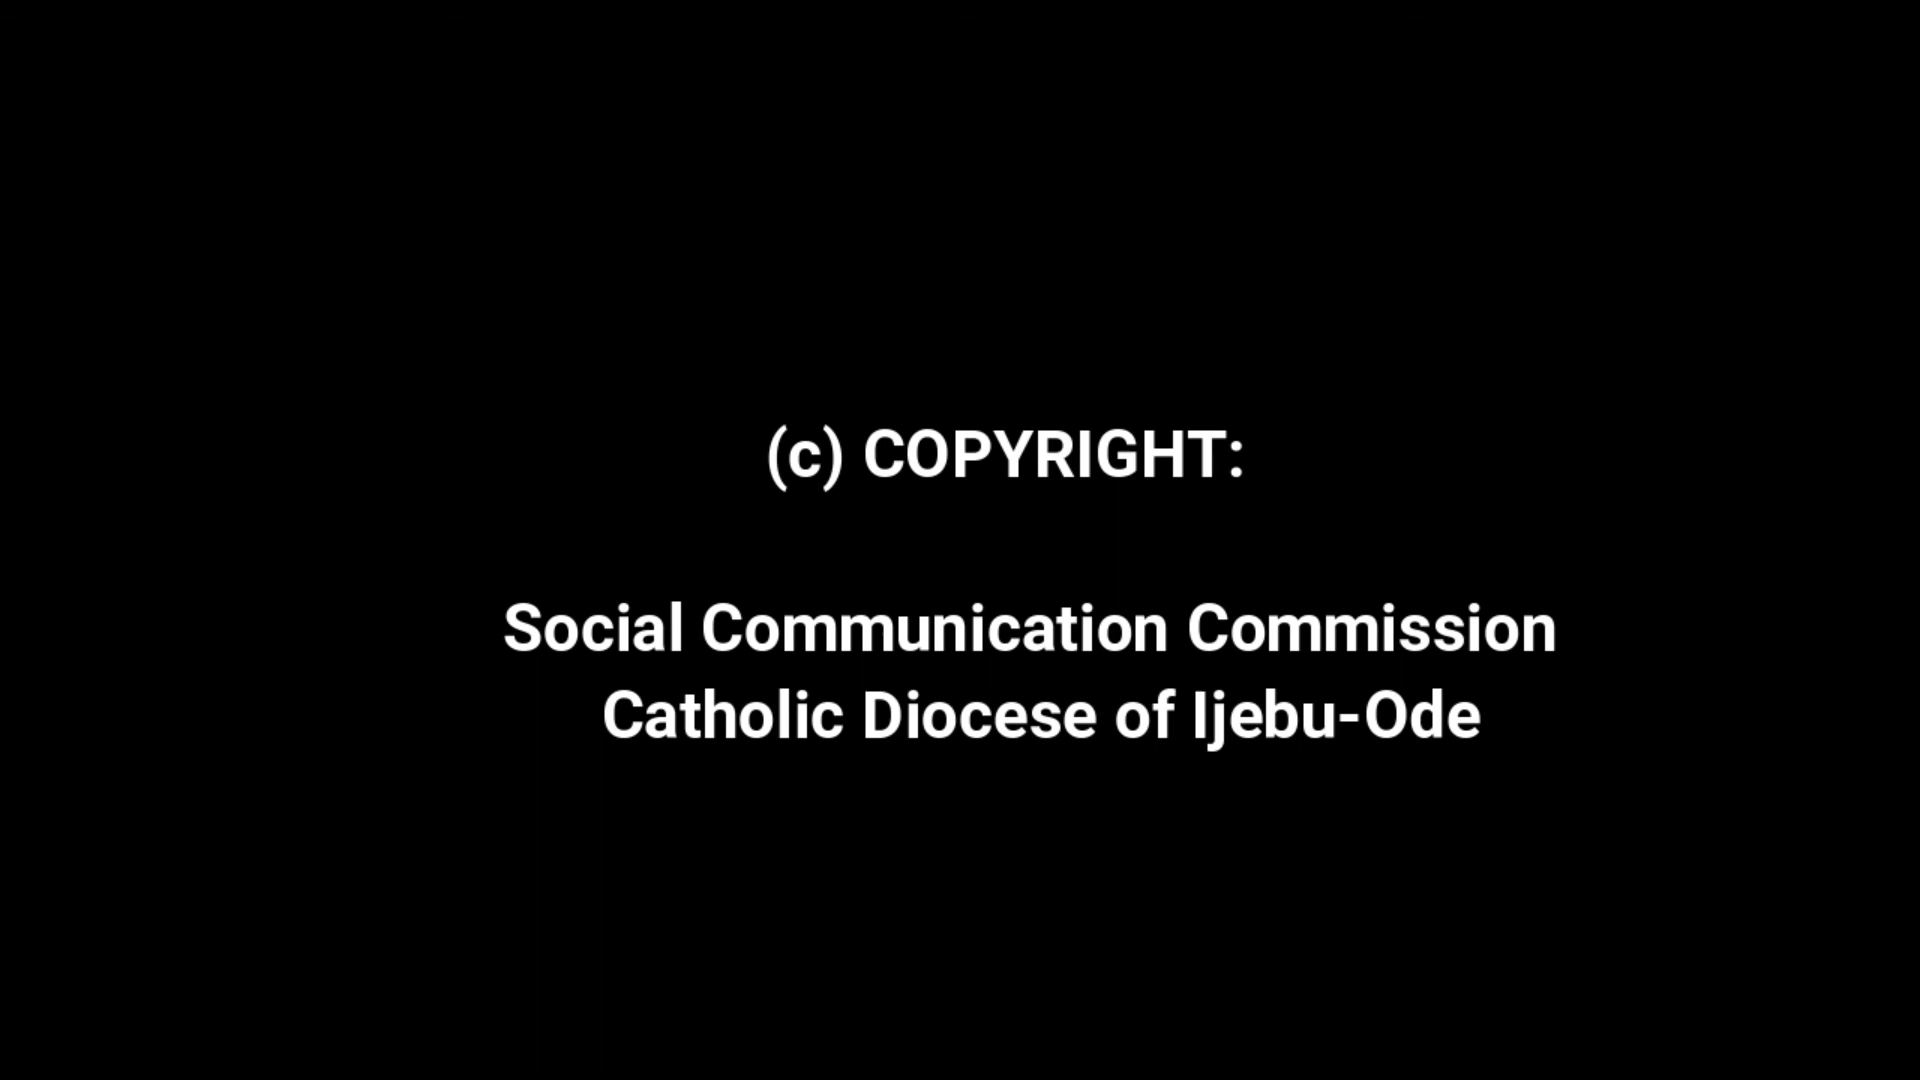 (c) COPYRIGHT:
Social Communication Commission
Catholic Diocese of Ijebu-Ode